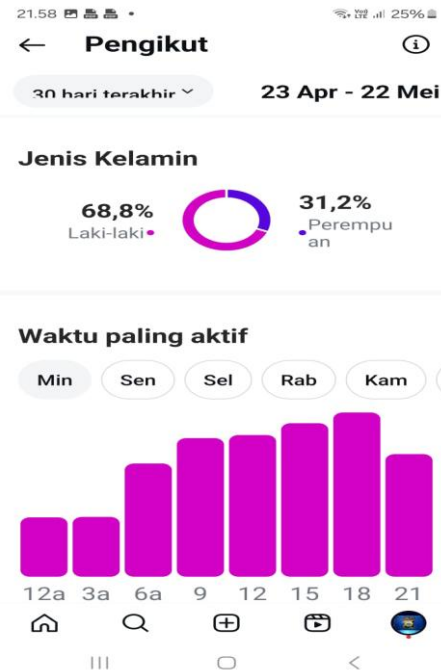 21.58 25%
Pengikut
30 hari terakhir 23 Apr - 22 Mei
Jenis Kelamin
68,8% 31,2%
Laki-laki Perempu
an
Waktu paling aktif
Min Sen Sel Rab Kam
12a 3a 6a 9 12 15 18 21